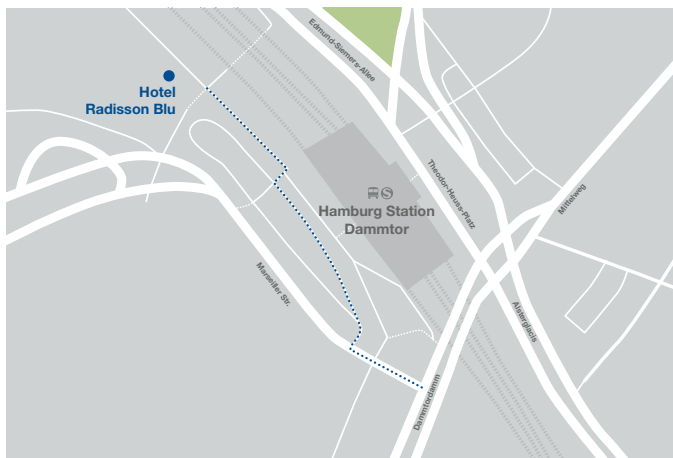 Edmund-Siemers-Allee
Hotel
Radisson Blu
Theodor-Heuss-Platz
Mittelweg
Hamburg Station
Dammtor
Marseiller Str.
Alsterglacis
Dammtordamm